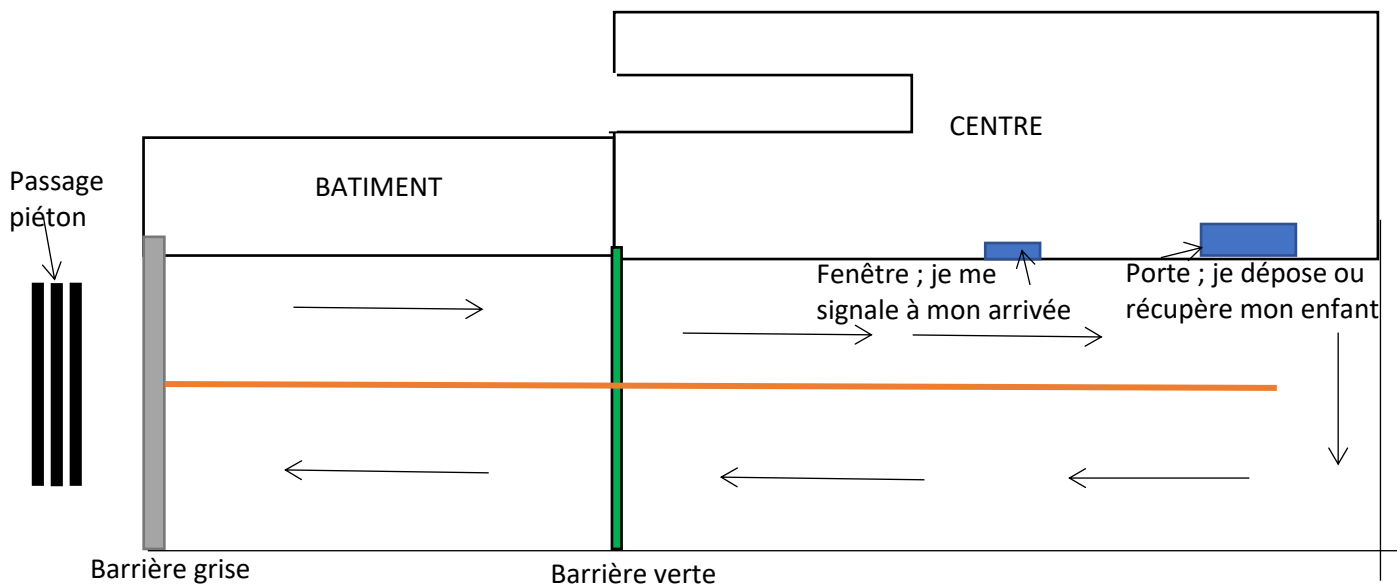 CENTRE
Passage
piéton
BATIMENT
Fenêtre ; je me
signale à mon arrivée
Porte ; je dépose ou
récupère mon enfant
Barrière grise
Barrière verte